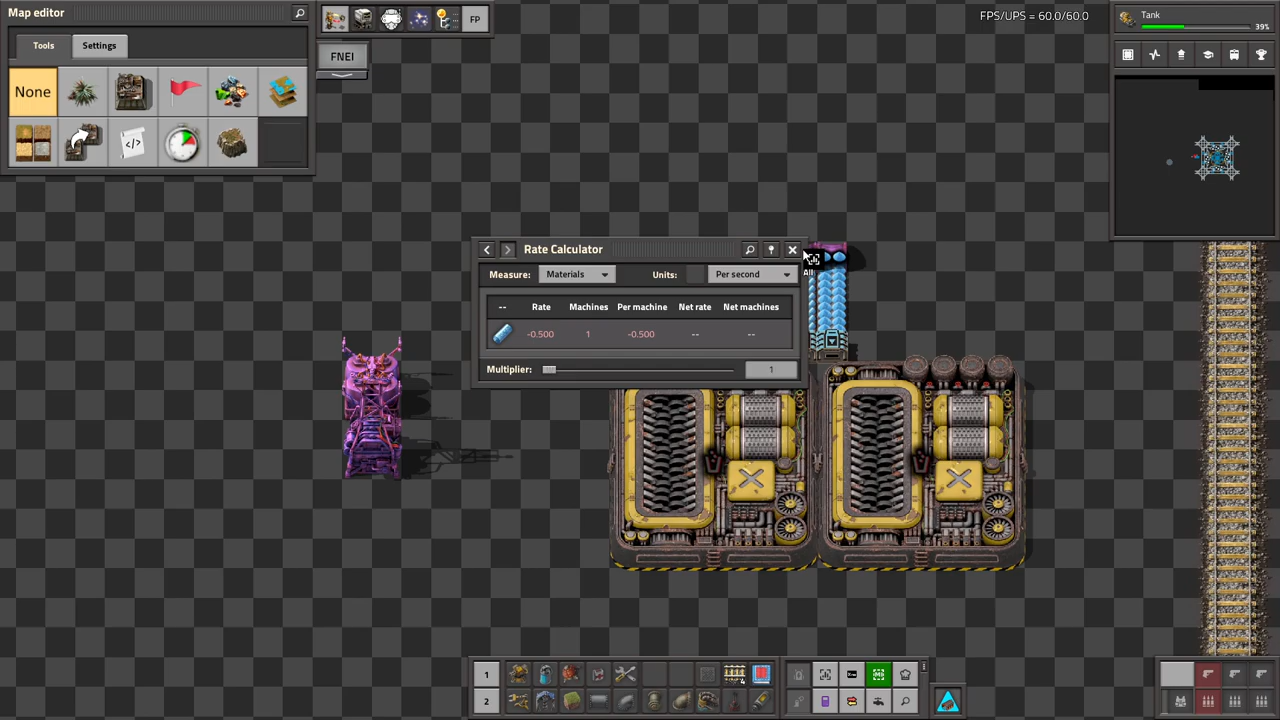 Map editor
Tools
Settings
None
</>
FP
FNEI
FPS/UPS = 60.0/60.0
Tank
39%
Rate Calculator
Measure:
Materials
Units:
Per second
--
Rate
Machines
Per machine
Net rate
Net machines
-0.500
1
-0.500
--
--
Multiplier:
1
1
2
4